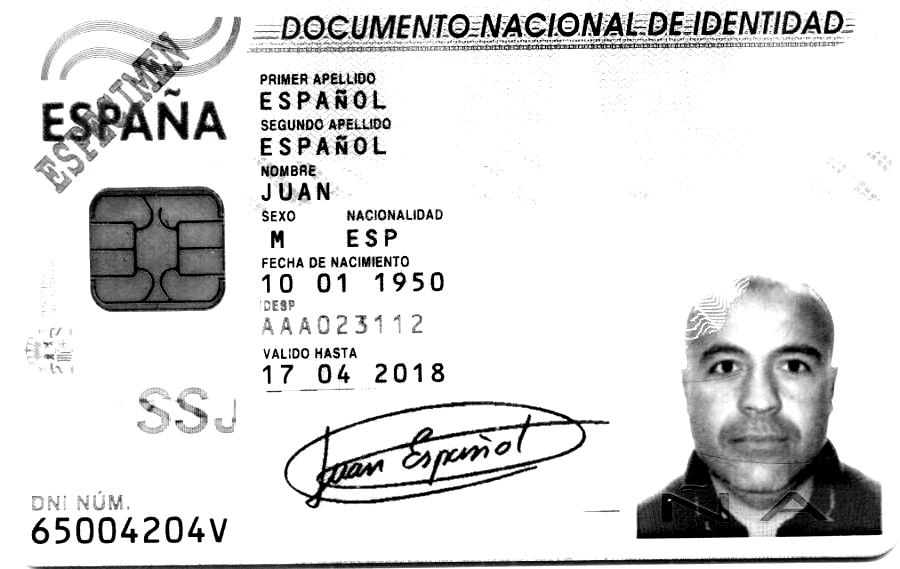 DOCUMENTO NACIONAL DE IDENTIDAD
ESPECIMEN
ESPAÑA
PRIMER APELLIDO
ESPAÑOL
SEGUNDO APELLIDO
ESPAÑOL
NOMBRE
JUAN
SEXO NACIONALIDAD
M ESP
FECHA DE NACIMIENTO
10 01 1950
IDESP
AAA023112
VALIDO HASTA
17 04 2018
SSJ
Juan Español
DNI NÚM.
65004204V